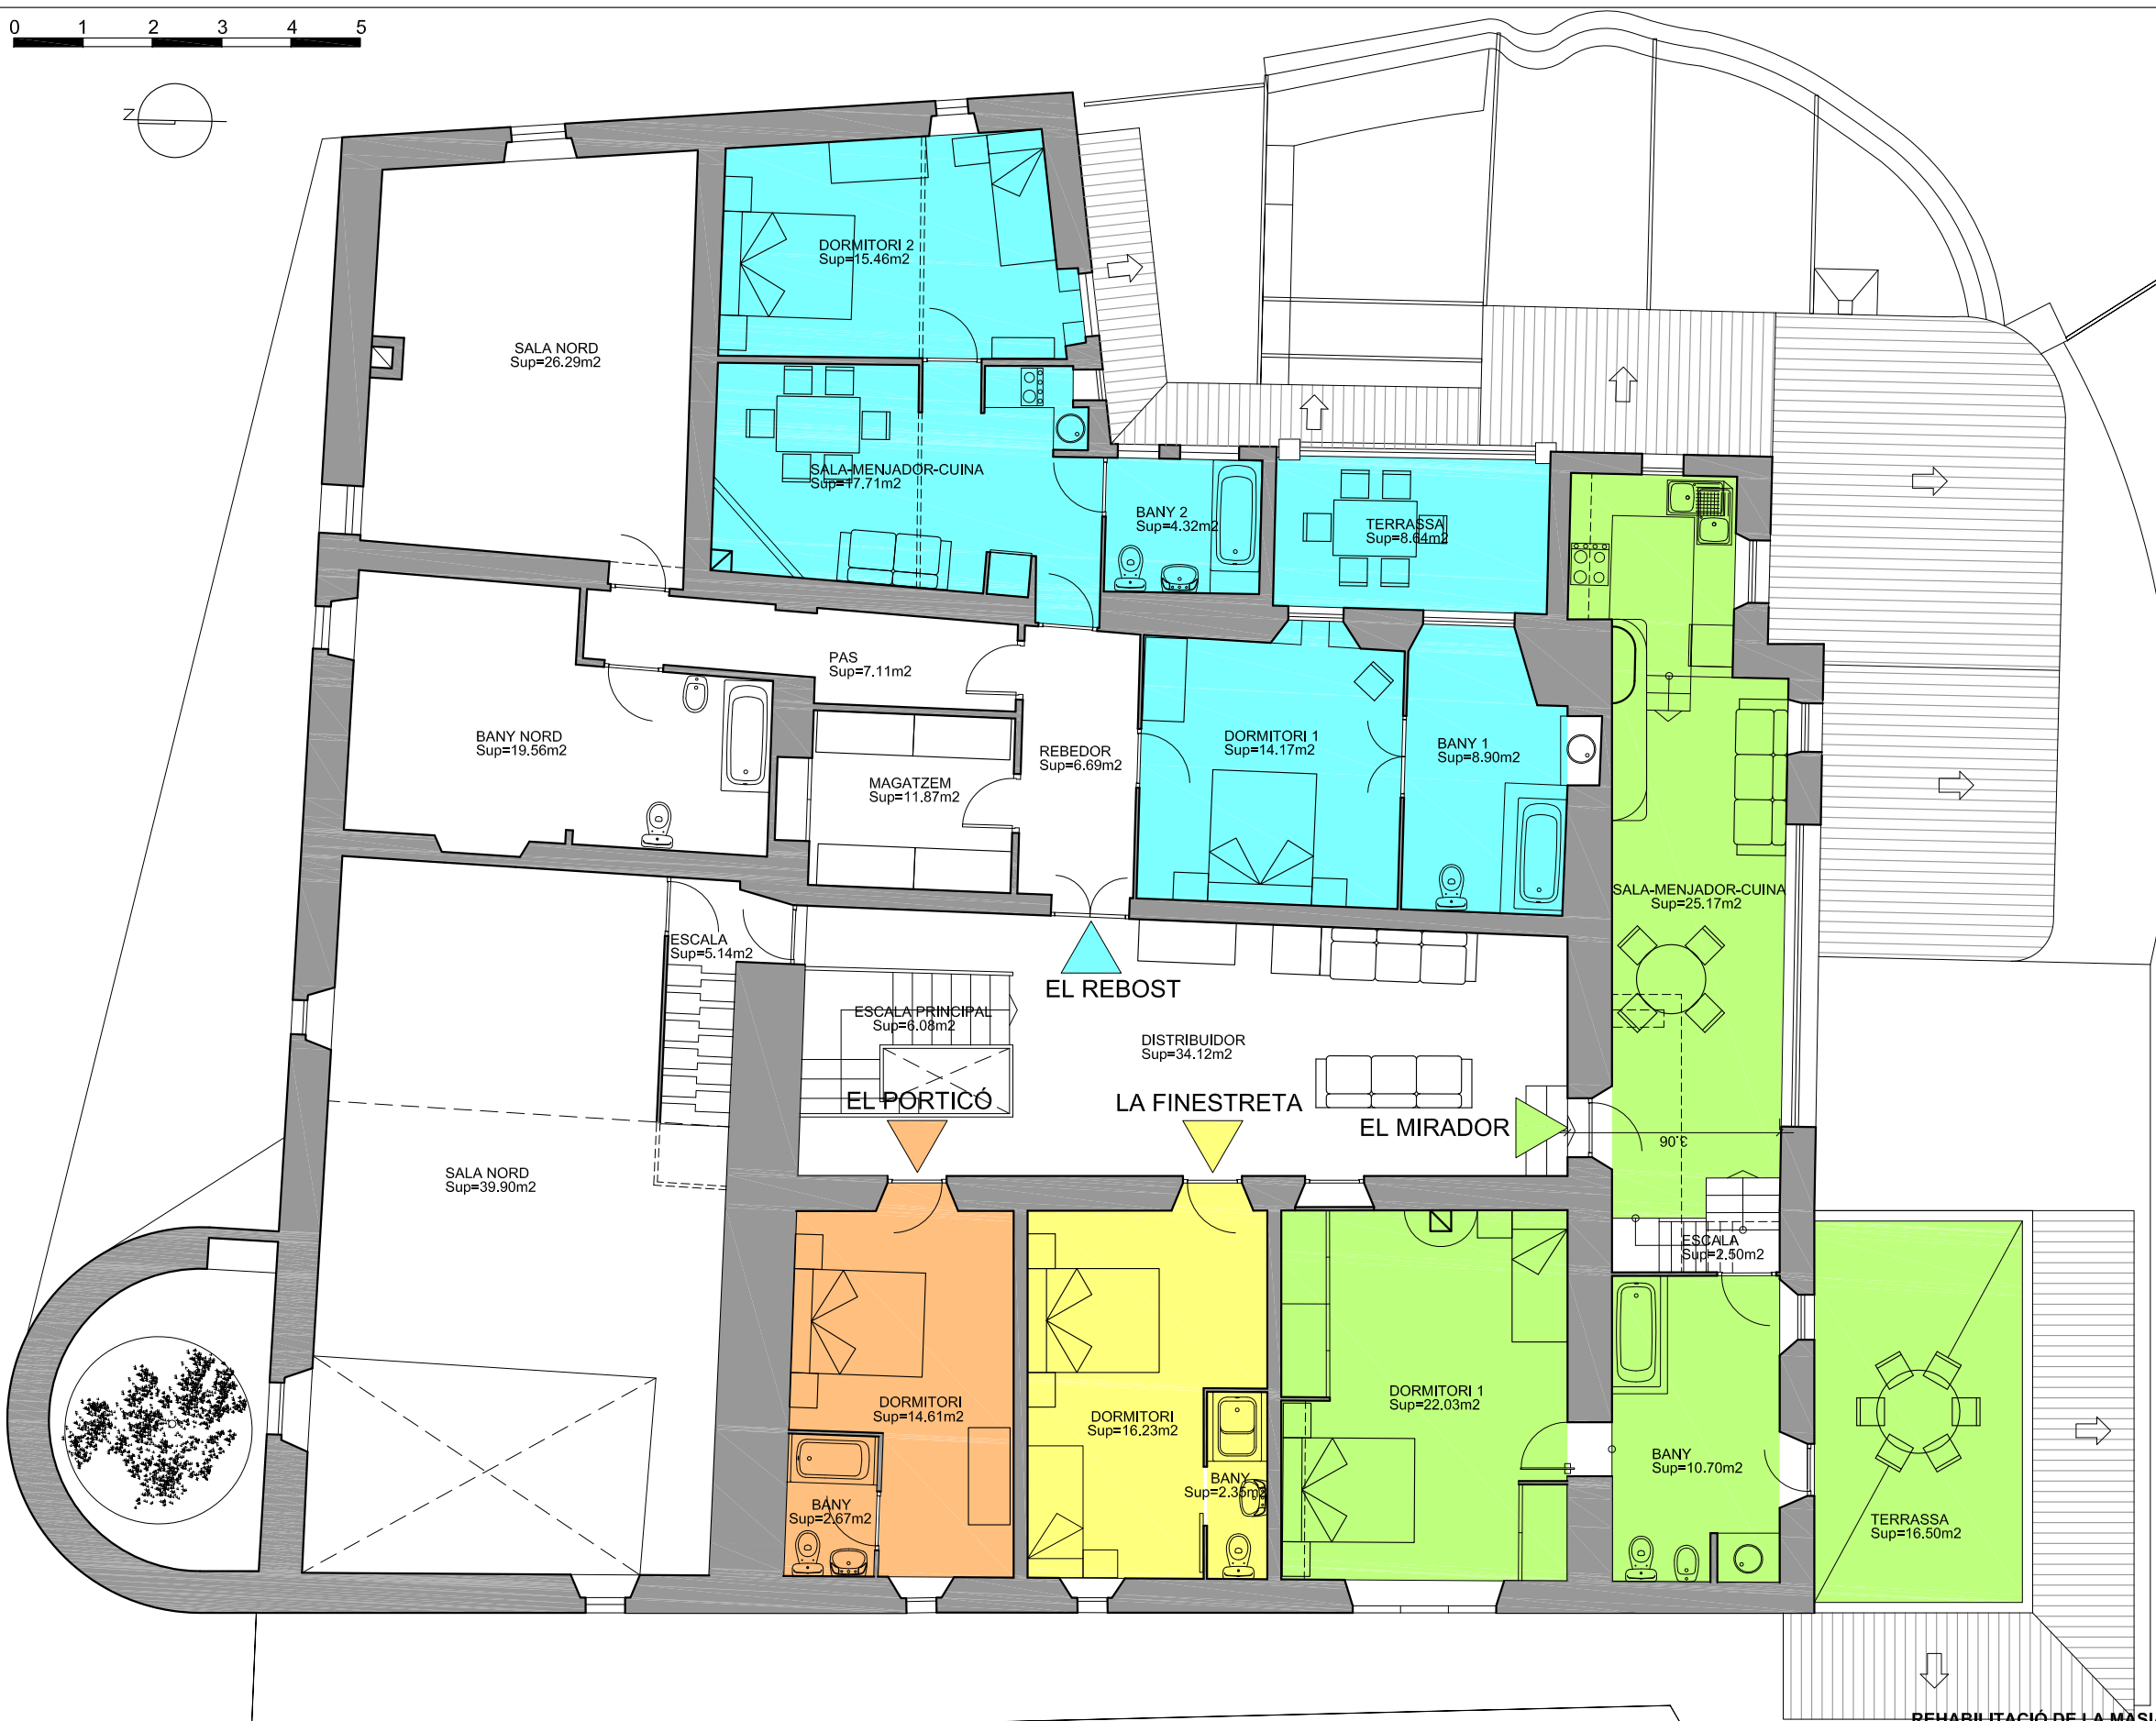 0 1 2 3 4 5
N
DORMITORI 2
Sup=15.46m2
SALA NORD
Sup=26.29m2
SALA-MENJADOR-CUINA
Sup=17.71m2
BANY 2
Sup=4.32m2
TERRASSA
Sup=8.64m2
PAS
Sup=7.11m2
BANY NORD
Sup=19.56m2
REBEDOR
Sup=6.69m2
DORMITORI 1
Sup=14.17m2
BANY 1
Sup=8.90m2
MAGATZEM
Sup=11.87m2
SALA-MENJADOR-CUINA
Sup=25.17m2
ESCALA
Sup=5.14m2
EL REBOST
ESCALA PRINCIPAL
Sup=6.08m2
DISTRIBUIDOR
Sup=34.12m2
EL PORTICÓ
LA FINESTRETA
EL MIRADOR
3.06
SALA NORD
Sup=39.90m2
ESCALA
Sup=2.50m2
DORMITORI
Sup=14.61m2
DORMITORI
Sup=16.23m2
DORMITORI 1
Sup=22.03m2
BANY
Sup=10.70m2
BANY
Sup=2.35m2
BANY
Sup=2.67m2
TERRASSA
Sup=16.50m2
REHABILITACIÓ DE LA MASI